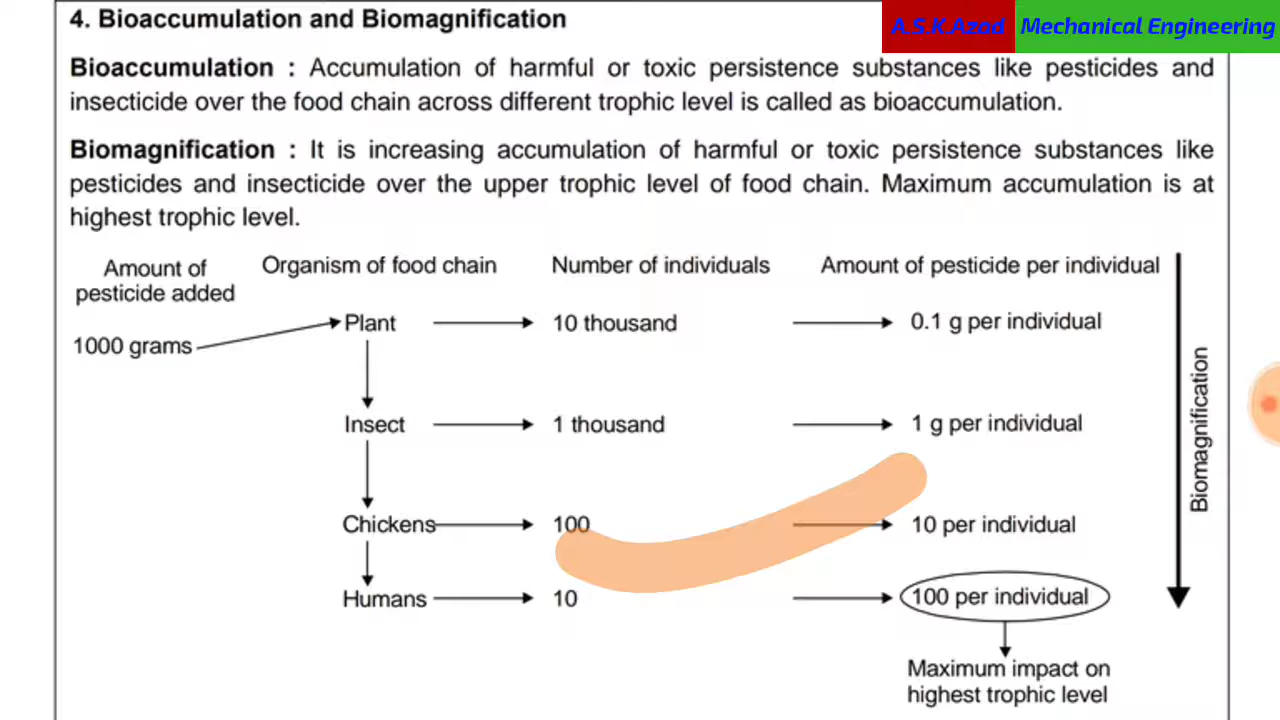 4. Bioaccumulation and Biomagnification
A.S.K.Azad Mechanical Engineering
Bioaccumulation : Accumulation of harmful or toxic persistence substances like pesticides and
insecticide over the food chain across different trophic level is called as bioaccumulation.
Biomagnification : It is increasing accumulation of harmful or toxic persistence substances like
pesticides and insecticide over the upper trophic level of food chain. Maximum accumulation is at
highest trophic level.
Amount of
pesticide added
Organism of food chain
Number of individuals
Amount of pesticide per individual
1000 grams
Plant
10 thousand
0.1 g per individual
Insect
1 thousand
1 g per individual
Chickens
100
10 per individual
Humans
10
100 per individual
Biomagnification
Maximum impact on
highest trophic level